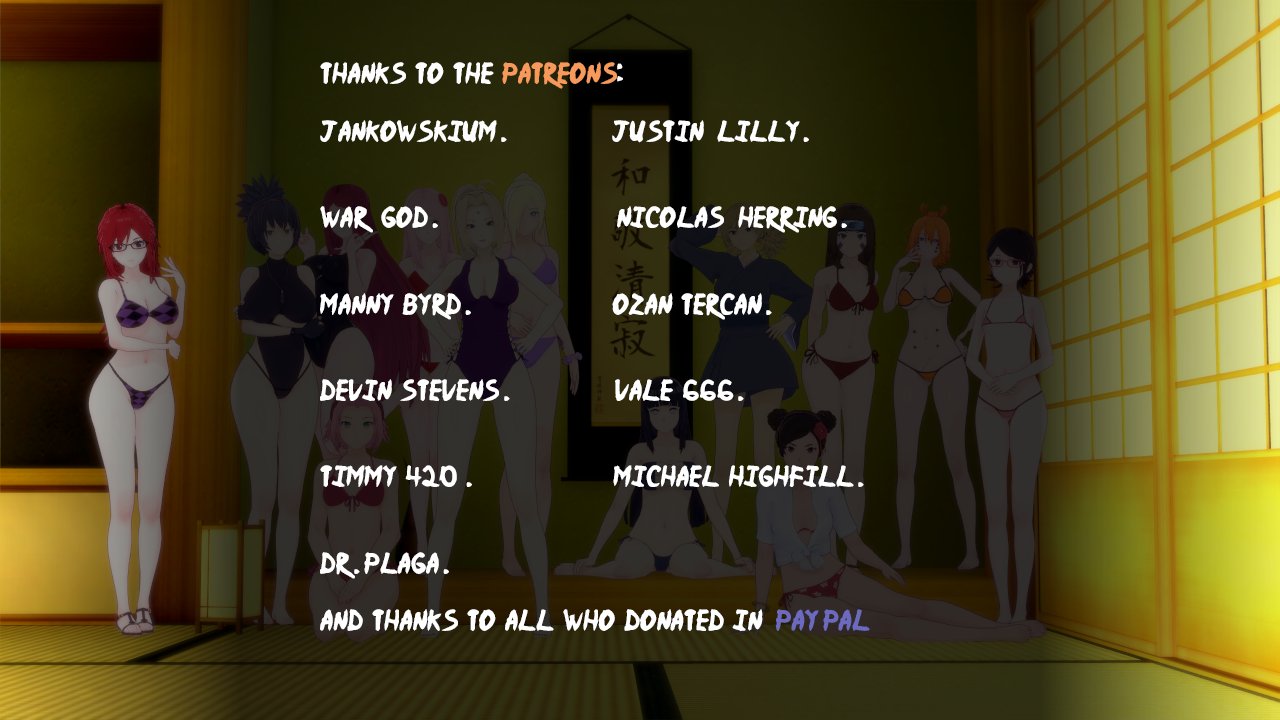 THANKS TO THE PATREONS:
JANKOWSKIUM. JUSTIN LILLY.
WAR GOD. NICOLAS HERRING.
MANNY BYRD. OZAN TERCAN.
DEVIN STEVENS. VALE 666.
TIMMY 420. MICHAEL HIGHFILL.
DR.PLAGA.
AND THANKS TO ALL WHO DONATED IN PAYPAL
和敬清寂